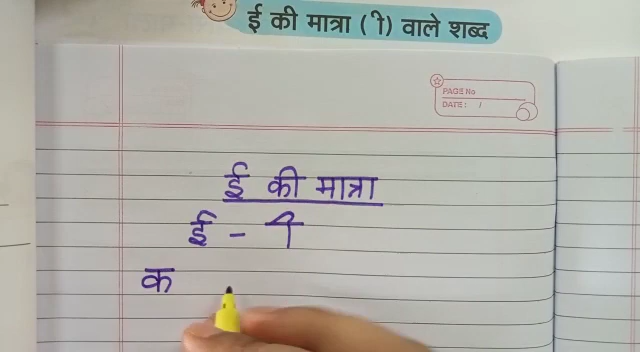 ई की मात्रा (ी) वाले शब्द
PAGE No
DATE: /
ई की मात्रा
ई - ी
क